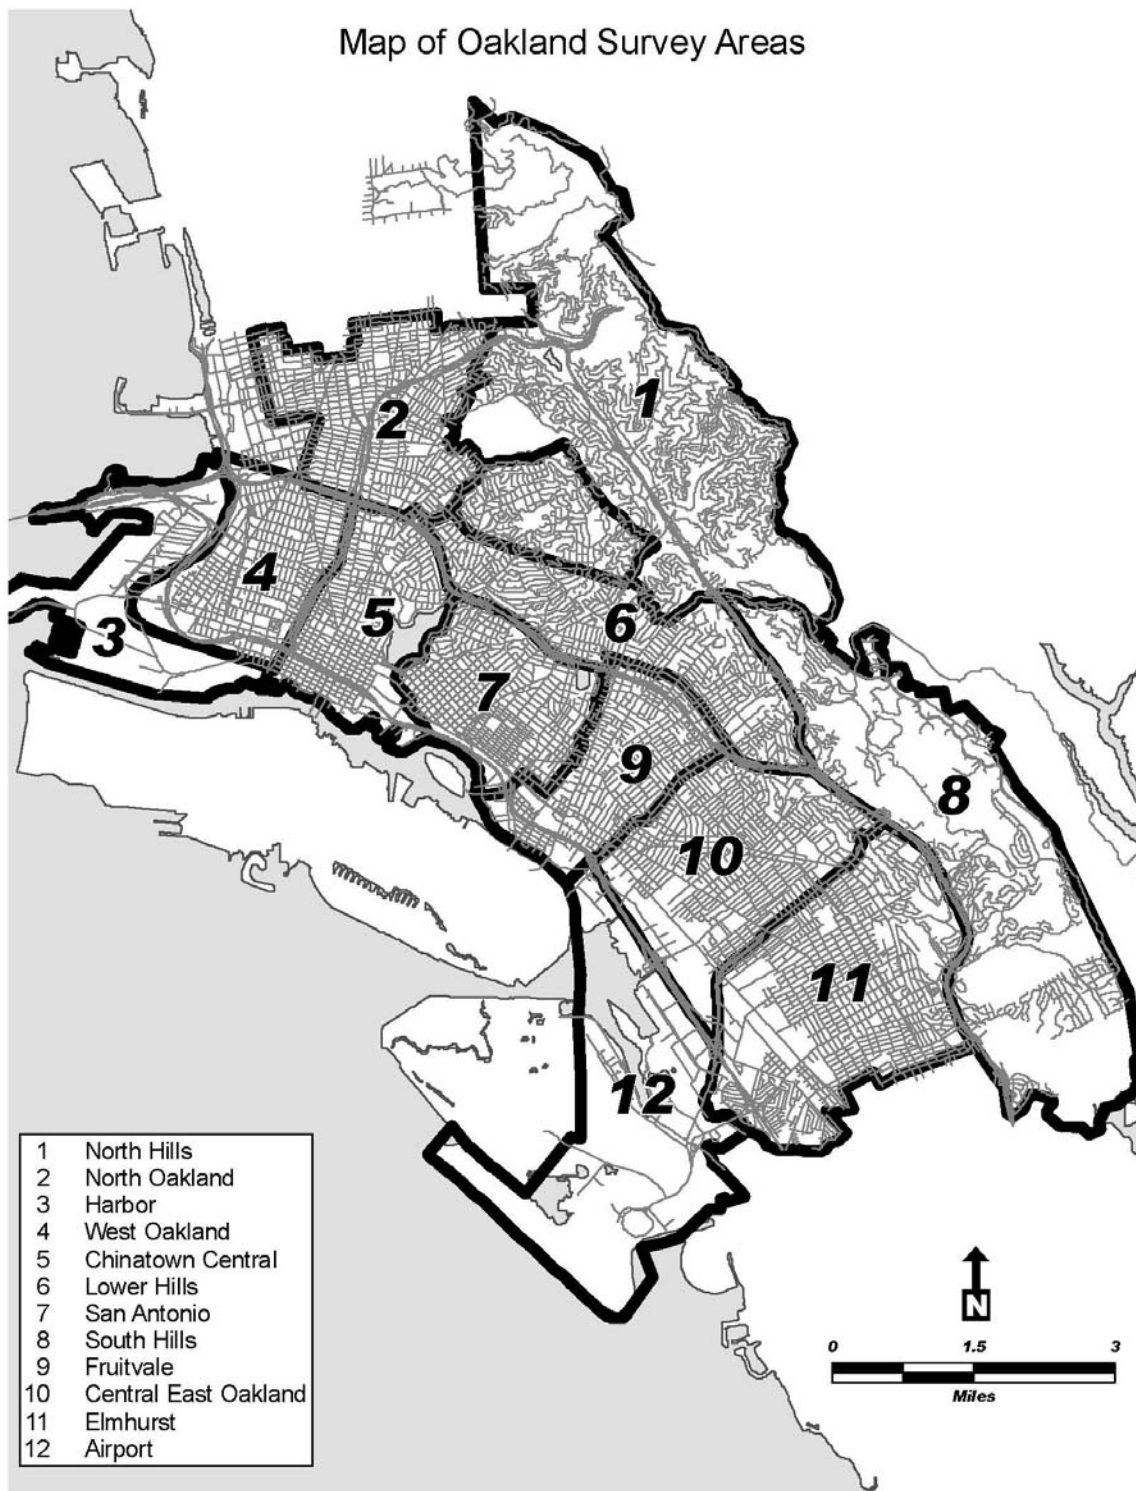 Map of Oakland Survey Areas
1
2
3
4
5
6
7
8
9
10
11
12
1 North Hills
2 North Oakland
3 Harbor
4 West Oakland
5 Chinatown Central
6 Lower Hills
7 San Antonio
8 South Hills
9 Fruitvale
10 Central East Oakland
11 Elmhurst
12 Airport
N
0 1.5 3
Miles